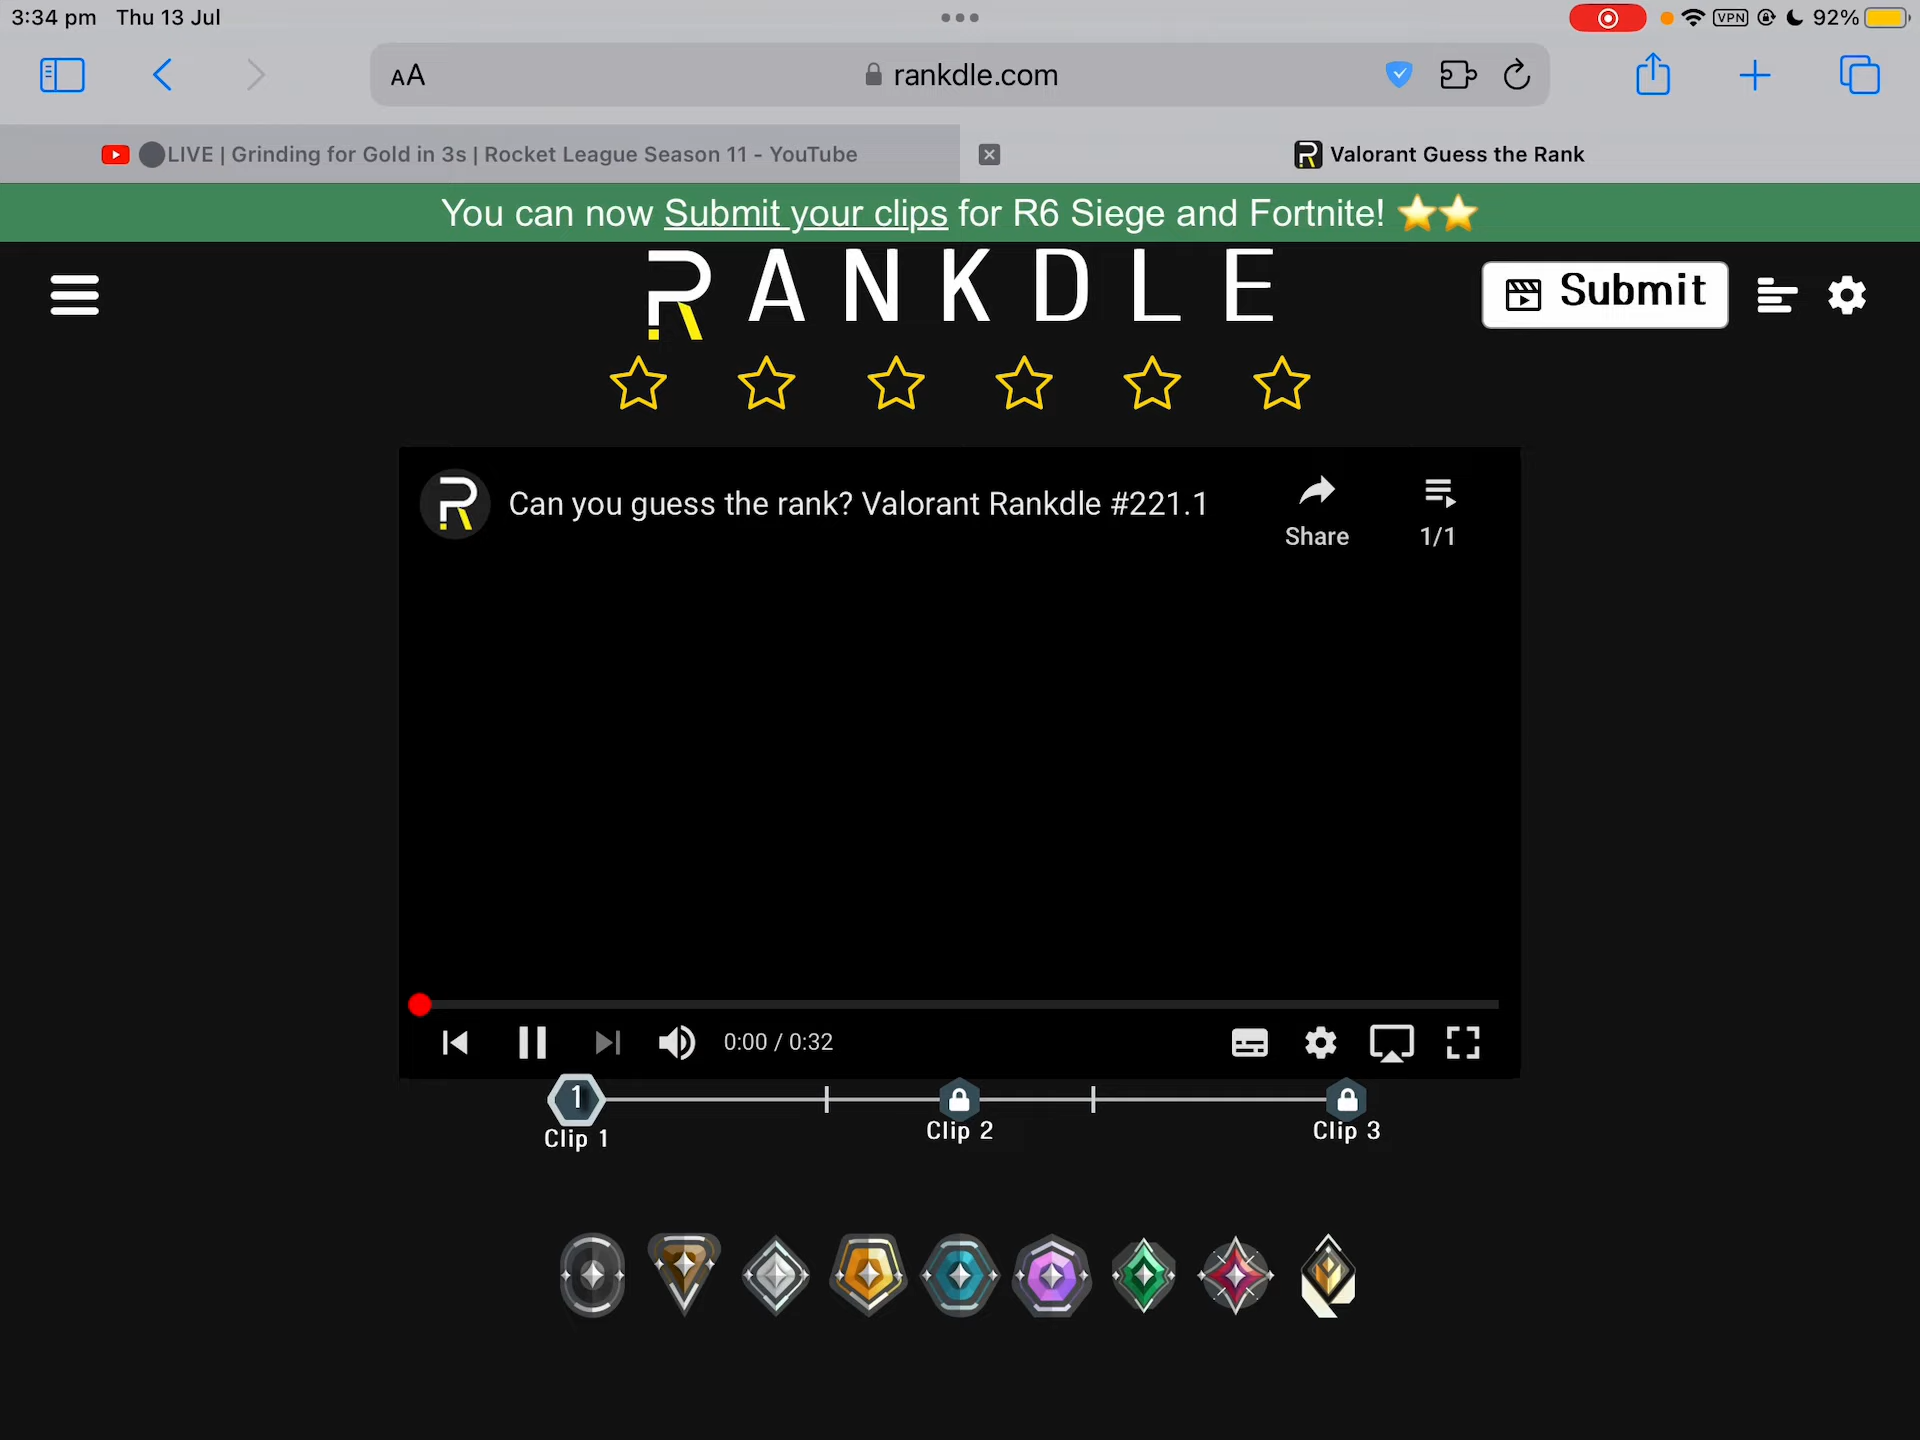 3:34 pm Thu 13 Jul
VPN 92%
AA rankdle.com
LIVE | Grinding for Gold in 3s | Rocket League Season 11 - YouTube
Valorant Guess the Rank
You can now Submit your clips for R6 Siege and Fortnite! ⭐⭐
RANKDLE
Submit
Can you guess the rank? Valorant Rankdle #221.1
Share
1/1
0:00 / 0:32
1
Clip 1
Clip 2
Clip 3